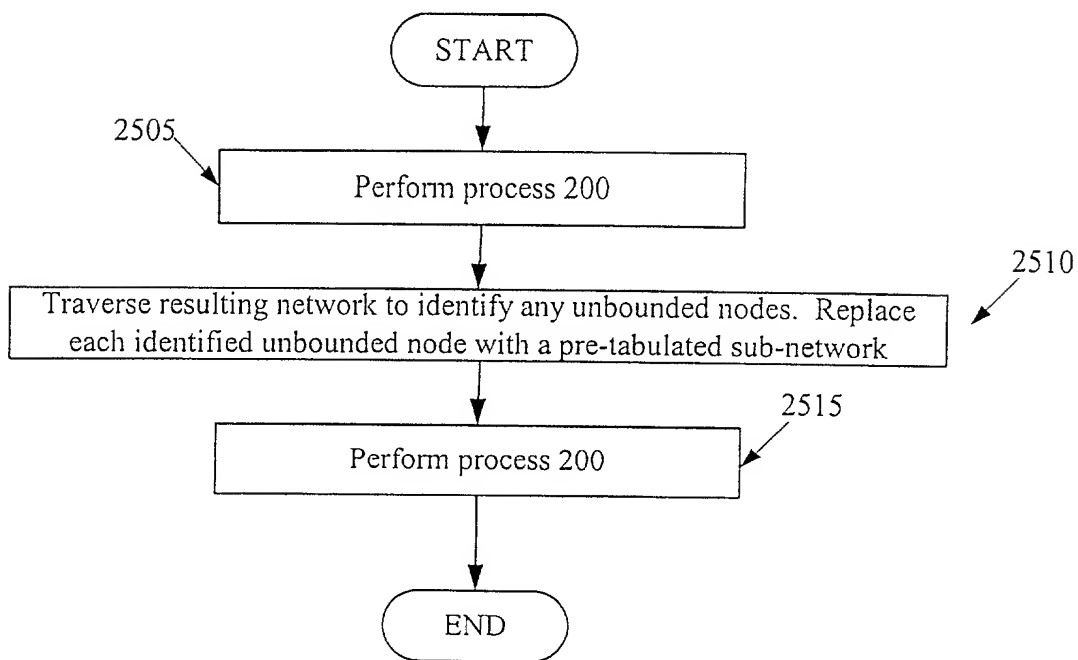 START
2505
Perform process 200
2510
Traverse resulting network to identify any unbounded nodes.  Replace
each identified unbounded node with a pre-tabulated sub-network
2515
Perform process 200
END